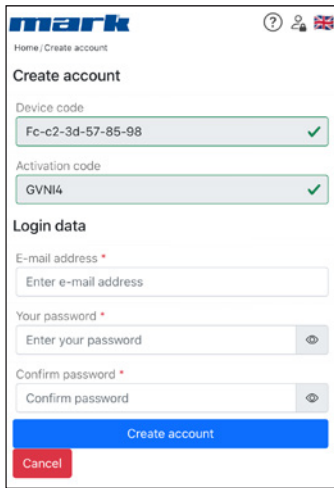 mark
Home / Create account
Create account
Device code
Fc-c2-3d-57-85-98
Activation code
GVNI4
Login data
E-mail address *
Enter e-mail address
Your password *
Enter your password
Confirm password *
Confirm password
Create account
Cancel